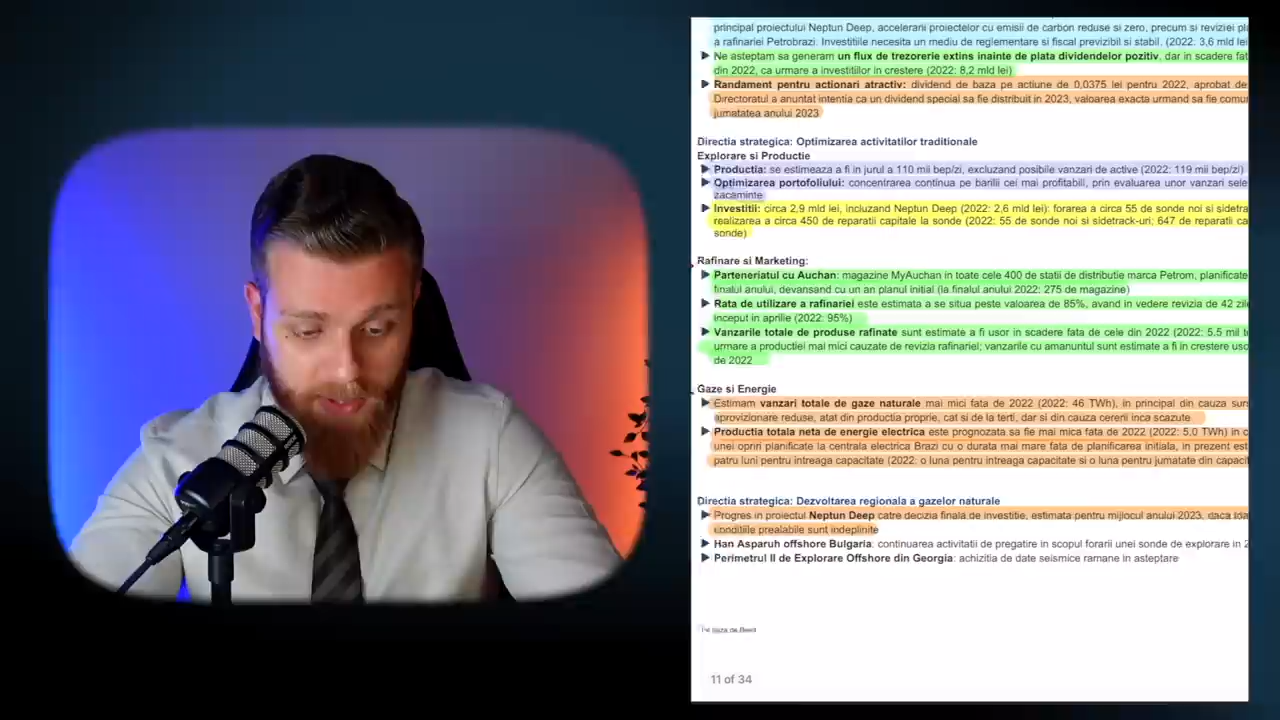 principal proiectului Neptun Deep, accelerarii proiectelor cu emisii de carbon reduse si zero, precum si reviziei
a rafinariei Petrobrazi. Investitiile necesita un mediu de reglementare si fiscal previzibil si stabil. (2022: 3,6 mld lei
Ne asteptam sa generam un flux de trezorerie extins inainte de plata dividendelor pozitiv, dar in scadere
din 2022, ca urmare a investitiilor in crestere (2022: 8,2 mld lei)
Randament pentru actionari atractiv: dividend de baza pe actiune de 0,0375 lei pentru 2022, aprobat de
Directoratul a anuntat intentia ca un dividend special sa fie distribuit in 2023, valoarea exacta urmand sa fie
jumatatea anului 2023
Directia strategica: Optimizarea activitatilor traditionale
Explorare si Productie
Productia: se estimeaza a fi in jurul a 110 mii bep/zi, excluzand posibile vanzari de active (2022: 119 mii bep/zi)
Optimizarea portofoliului: concentrarea continua pe barilii cei mai profitabili, prin evaluarea unor vanzari
zacaminte
Investitii: circa 2,9 mld lei, incluzand Neptun Deep (2022: 2,6 mld lei): forarea a circa 55 de sonde noi si
realizarea a circa 450 de reparatii capitale la sonde (2022: 55 de sonde noi si sidetrack-uri; 647 de reparatii
sonde)
Rafinare si Marketing:
Parteneriatul cu Auchan: magazine MyAuchan in toate cele 400 de statii de distributie marca Petrom, planificate
finalul anului, devansand cu un an planul initial (la finalul anului 2022: 275 de magazine)
Rata de utilizare a rafinariei este estimata a se situa peste valoarea de 85%, avand in vedere revizia de 42
inceput in aprilie (2022: 95%)
Vanzarile totale de produse rafinate sunt estimate a fi usor in scadere fata de cele din 2022 (2022: 5.5 mil
urmare a productiei mai mici cauzate de revizia rafinariei; vanzarile cu amanuntul sunt estimate a fi in crestere
de 2022
Gaze si Energie
Estimam vanzari totale de gaze naturale mai mici fata de 2022 (2022: 46 TWh), in principal din cauza
aprovizionare reduse, atat din productia proprie, cat si de la terti, dar si din cauza cererii inca scazute
Productia totala neta de energie electrica este prognozata sa fie mai mica fata de 2022 (2022: 5,0 TWh) in
unei opriri planificate la centrala electrica Brazi cu o durata mai mare fata de planificarea initiala, in prezent
patru luni pentru intreaga capacitate (2022: o luna pentru intreaga capacitate si o luna pentru jumatate din
Directia strategica: Dezvoltarea regionala a gazelor naturale
Progres in proiectul Neptun Deep catre decizia finala de investitie, estimata pentru mijlocul anului 2023, daca
conditiile prealabile sunt indeplinite
Han Asparuh offshore Bulgaria: continuarea activitatii de pregatire in scopul forarii unei sonde de explorare in
Perimetrul II de Explorare Offshore din Georgia: achizitia de date seismice ramane in asteptare
11 of 34